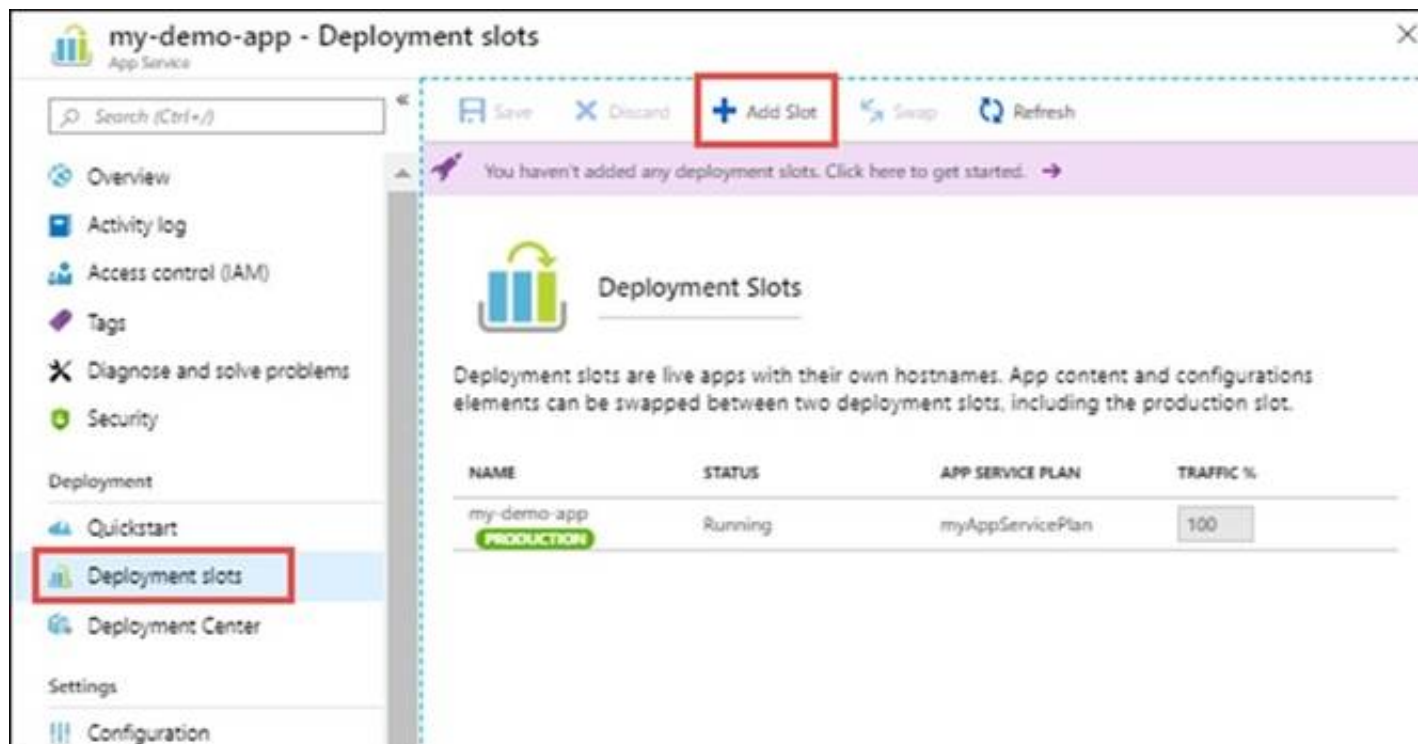 my-demo-app - Deployment slots
App Service
Search (Ctrl+/)
«
Overview
Activity log
Access control (IAM)
Tags
Diagnose and solve problems
Security
Deployment
Quickstart
Deployment slots
Deployment Center
Settings
Configuration
Save Discard Add Slot Swap Refresh
You haven't added any deployment slots. Click here to get started. →
Deployment Slots
Deployment slots are live apps with their own hostnames. App content and configurations
elements can be swapped between two deployment slots, including the production slot.
NAME STATUS APP SERVICE PLAN TRAFFIC %
my-demo-app Running myAppServicePlan 100
PRODUCTION